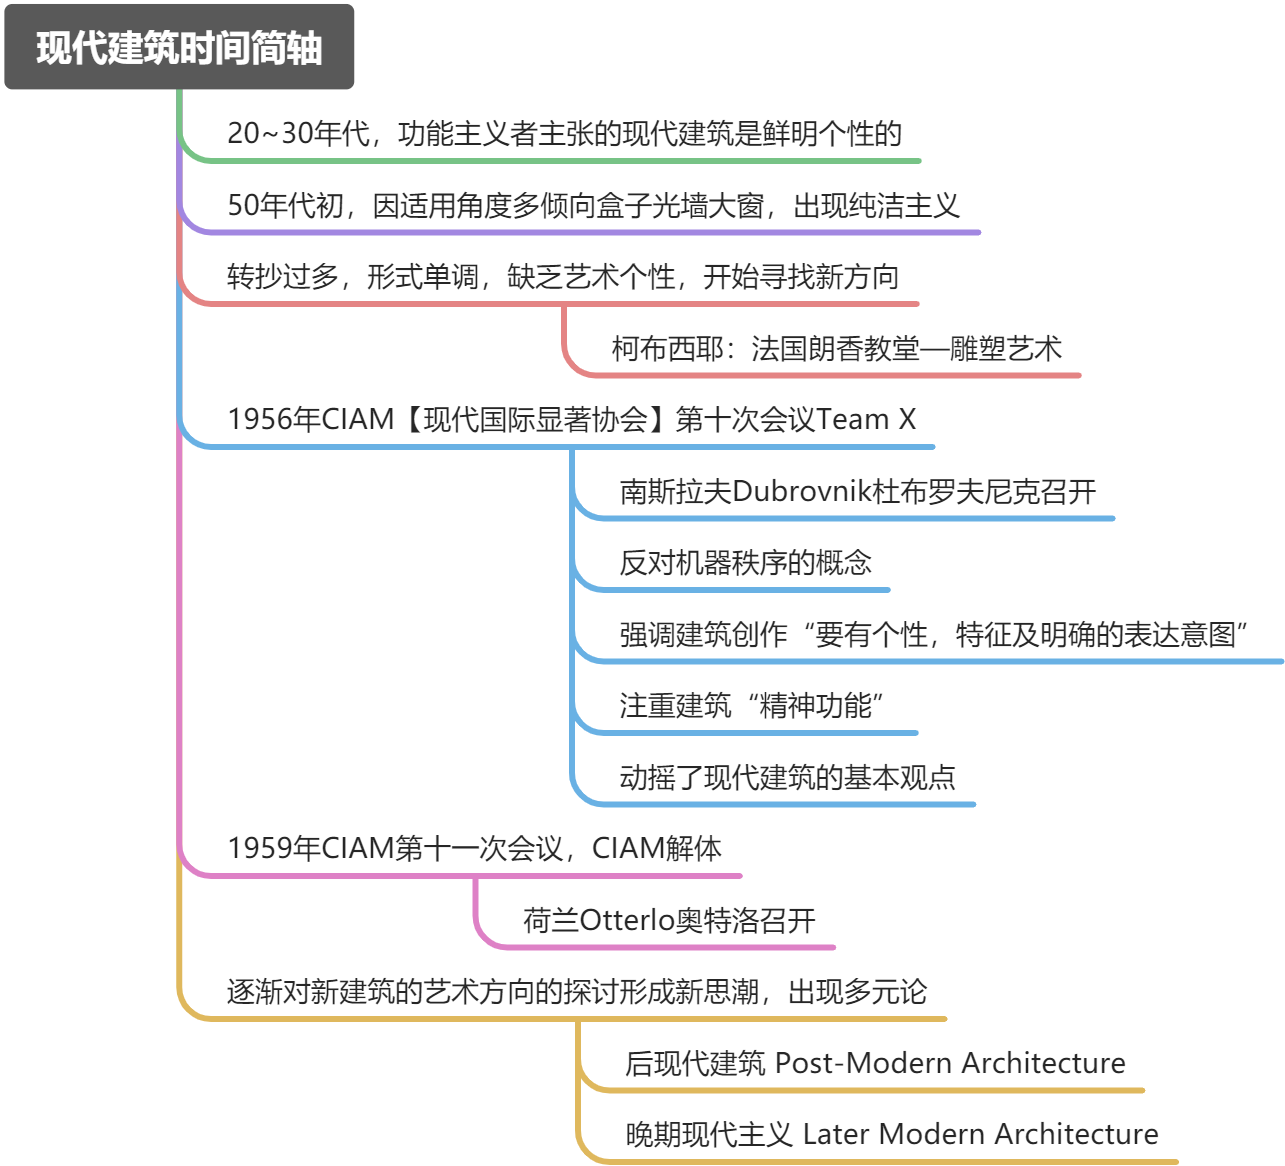 现代建筑时间简轴
20~30年代，功能主义者主张的现代建筑是鲜明个性的
50年代初，因适用角度多倾向盒子光墙大窗，出现纯洁主义
转抄过多，形式单调，缺乏艺术个性，开始寻找新方向
柯布西耶：法国朗香教堂—雕塑艺术
1956年CIAM【现代国际显著协会】第十次会议Team X
南斯拉夫Dubrovnik杜布罗夫尼克召开
反对机器秩序的概念
强调建筑创作“要有个性，特征及明确的表达意图”
注重建筑“精神功能”
动摇了现代建筑的基本观点
1959年CIAM第十一次会议，CIAM解体
荷兰Otterlo奥特洛召开
逐渐对新建筑的艺术方向的探讨形成新思潮，出现多元论
后现代建筑 Post-Modern Architecture
晚期现代主义 Later Modern Architecture